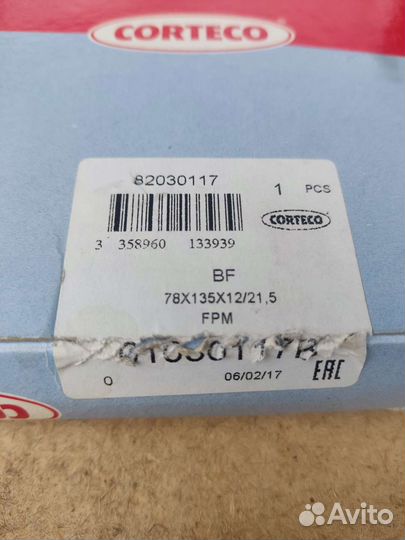 CORTECO
82030117
1 PCS
CORTECO
3 358960 133939
BF
78X135X12/21,5
FPM
0
06/02/17
EAC
Avito